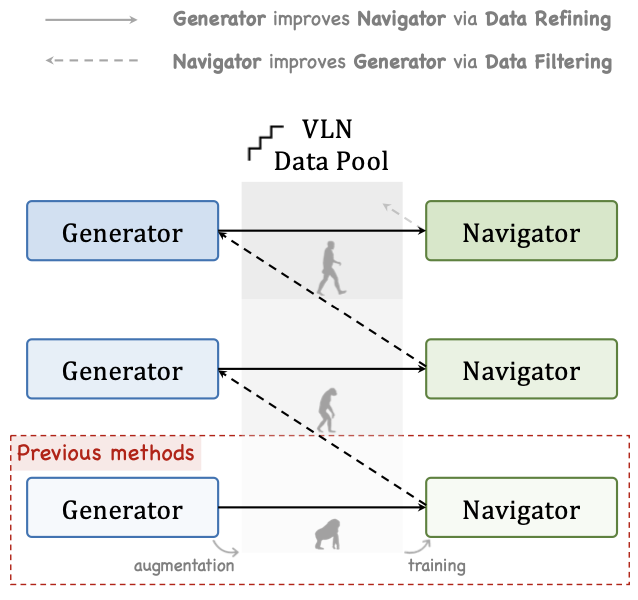 Generator improves Navigator via Data Refining
Navigator improves Generator via Data Filtering
VLN
Data Pool
Generator
Navigator
Generator
Navigator
Previous methods
Generator
Navigator
augmentation
training